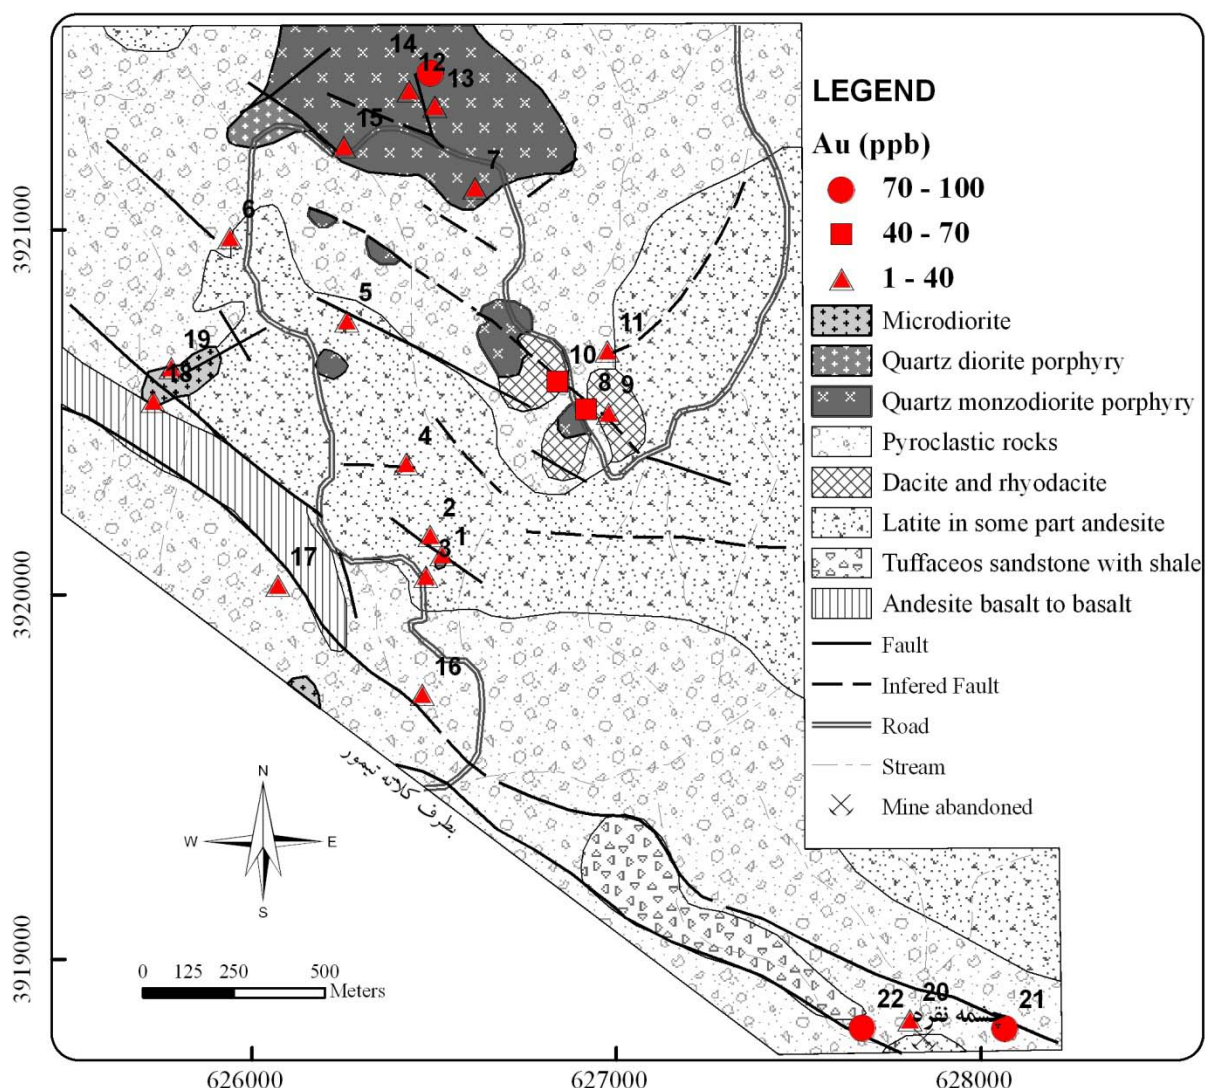 LEGEND
Au (ppb)
70 - 100
40 - 70
1 - 40
Microdiorite
Quartz diorite porphyry
Quartz monzodiorite porphyry
Pyroclastic rocks
Dacite and rhyodacite
Latite in some part andesite
Tuffaceos sandstone with shale
Andesite basalt to basalt
Fault
Infered Fault
Road
Stream
Mine abandoned
14
12
13
15
7
6
5
11
10
8
9
19
18
4
2
1
3
17
16
22
20
21
بطرف کلاته تیمور
چشمه نقره
N
W
E
S
0 125 250 500
Meters
3921000
3920000
3919000
626000
627000
628000